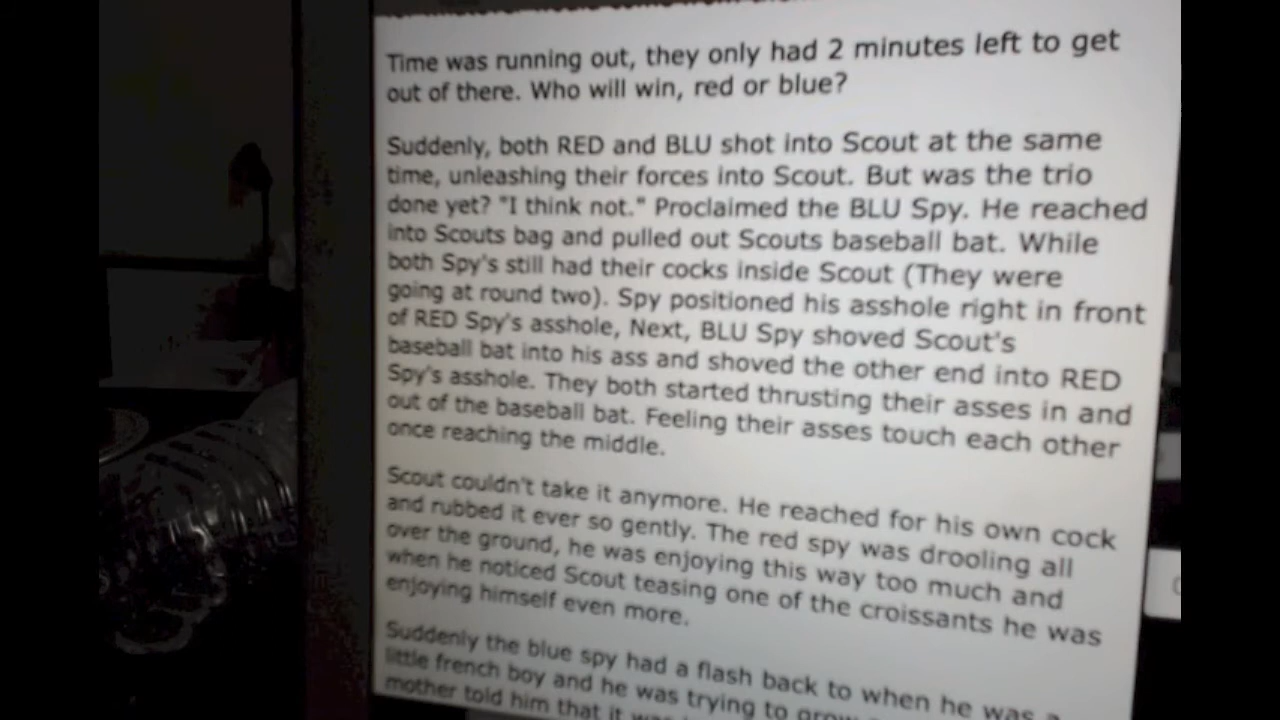 Time was running out, they only had 2 minutes left to get
out of there. Who will win, red or blue?
Suddenly, both RED and BLU shot into Scout at the same
time, unleashing their forces into Scout. But was the trio
done yet? "I think not." Proclaimed the BLU Spy. He reached
into Scouts bag and pulled out Scouts baseball bat. While
both Spy's still had their cocks inside Scout (They were
going at round two). Spy positioned his asshole right in front
of RED Spy's asshole, Next, BLU Spy shoved Scout's
baseball bat into his ass and shoved the other end into RED
Spy's asshole. They both started thrusting their asses in and
out of the baseball bat. Feeling their asses touch each other
once reaching the middle.
Scout couldn't take it anymore. He reached for his own cock
and rubbed it ever so gently. The red spy was drooling all
over the ground, he was enjoying this way too much and
when he noticed Scout teasing one of the croissants he was
enjoying himself even more.
Suddenly the blue spy had a flash back to when he was a
little french boy and he was trying to grow
mother told him that it was